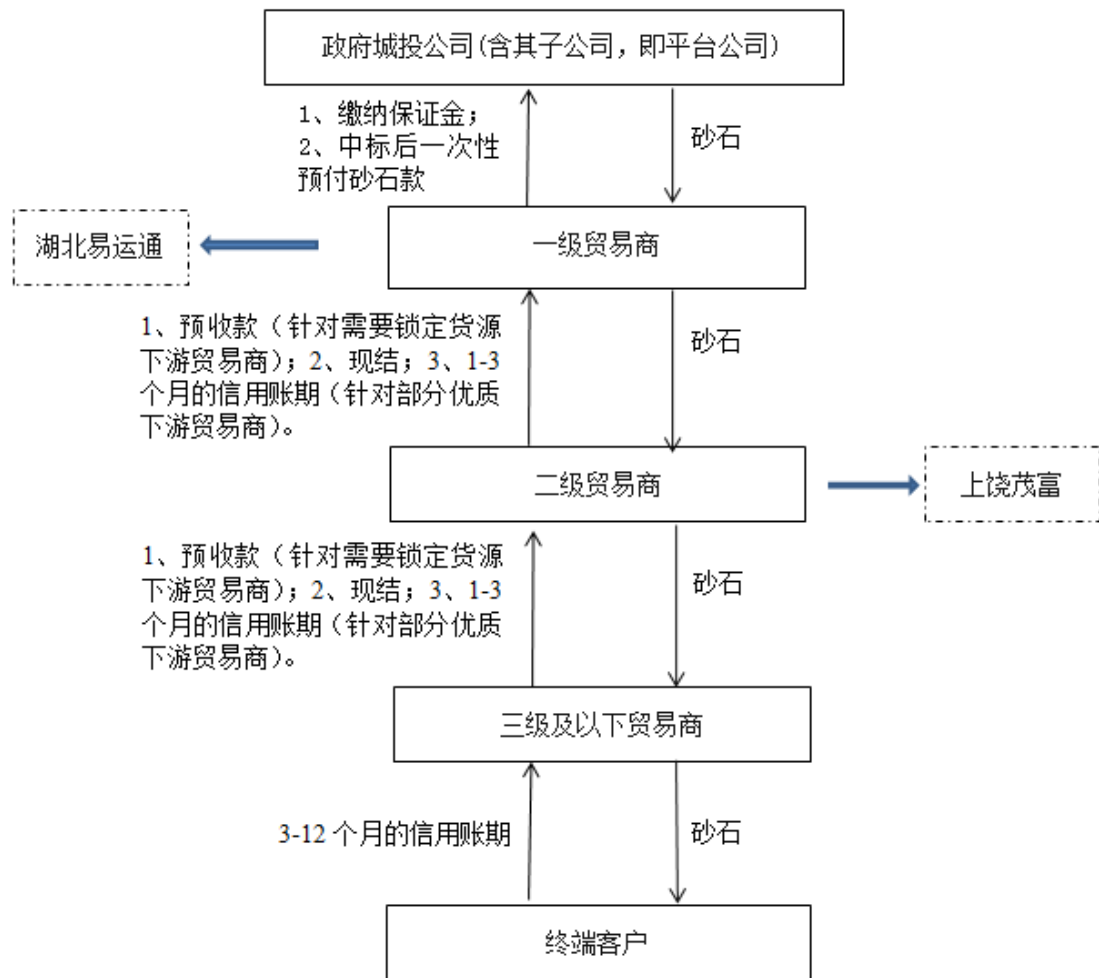 政府城投公司(含其子公司，即平台公司)
1、缴纳保证金；
2、中标后一次性
预付砂石款
砂石
湖北易运通
一级贸易商
1、预收款（针对需要锁定货源
下游贸易商）；2、现结；3、1-3
个月的信用账期（针对部分优质
下游贸易商）。
砂石
二级贸易商
上饶茂富
1、预收款（针对需要锁定货源
下游贸易商）；2、现结；3、1-3
个月的信用账期（针对部分优质
下游贸易商）。
砂石
三级及以下贸易商
3-12 个月的信用账期
砂石
终端客户